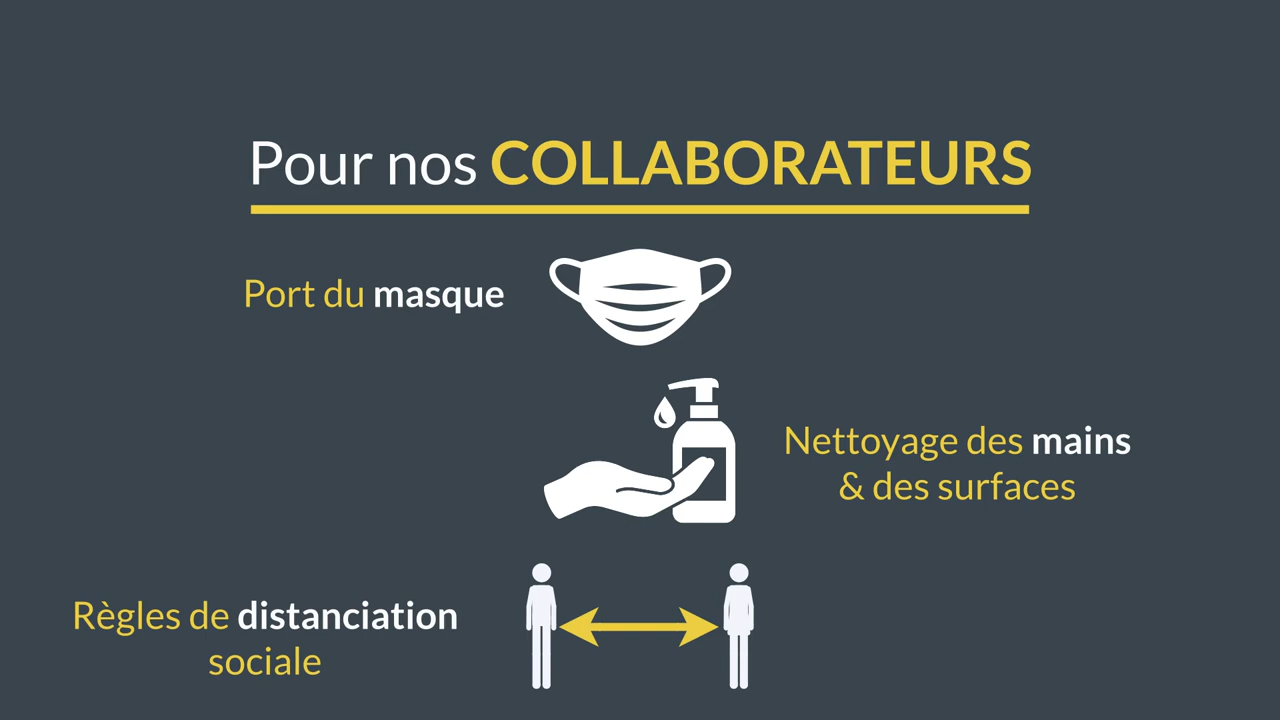 Pour nos COLLABORATEURS
Port du masque
Nettoyage des mains
& des surfaces
Règles de distanciation
sociale